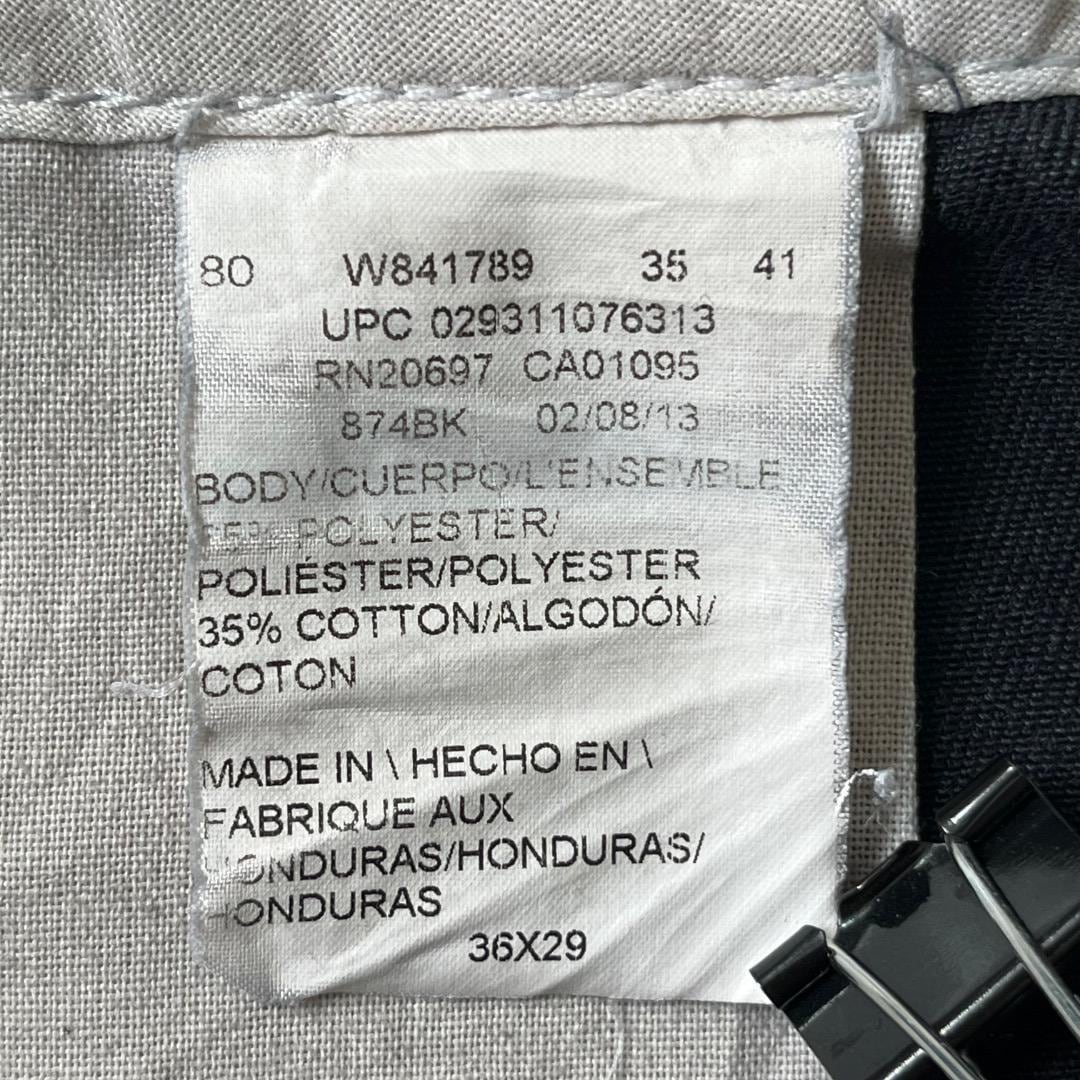 80 W841789 35 41
UPC 029311076313
RN20697 CA01095
874BK 02/08/13
BODY/CUERPO/L'ENSEMBLE
65% POLYESTER/
POLIÉSTER/POLYESTER
35% COTTON/ALGODÓN/
COTON
MADE IN \ HECHO EN \
FABRIQUE AUX
HONDURAS/HONDURAS/
HONDURAS
36X29